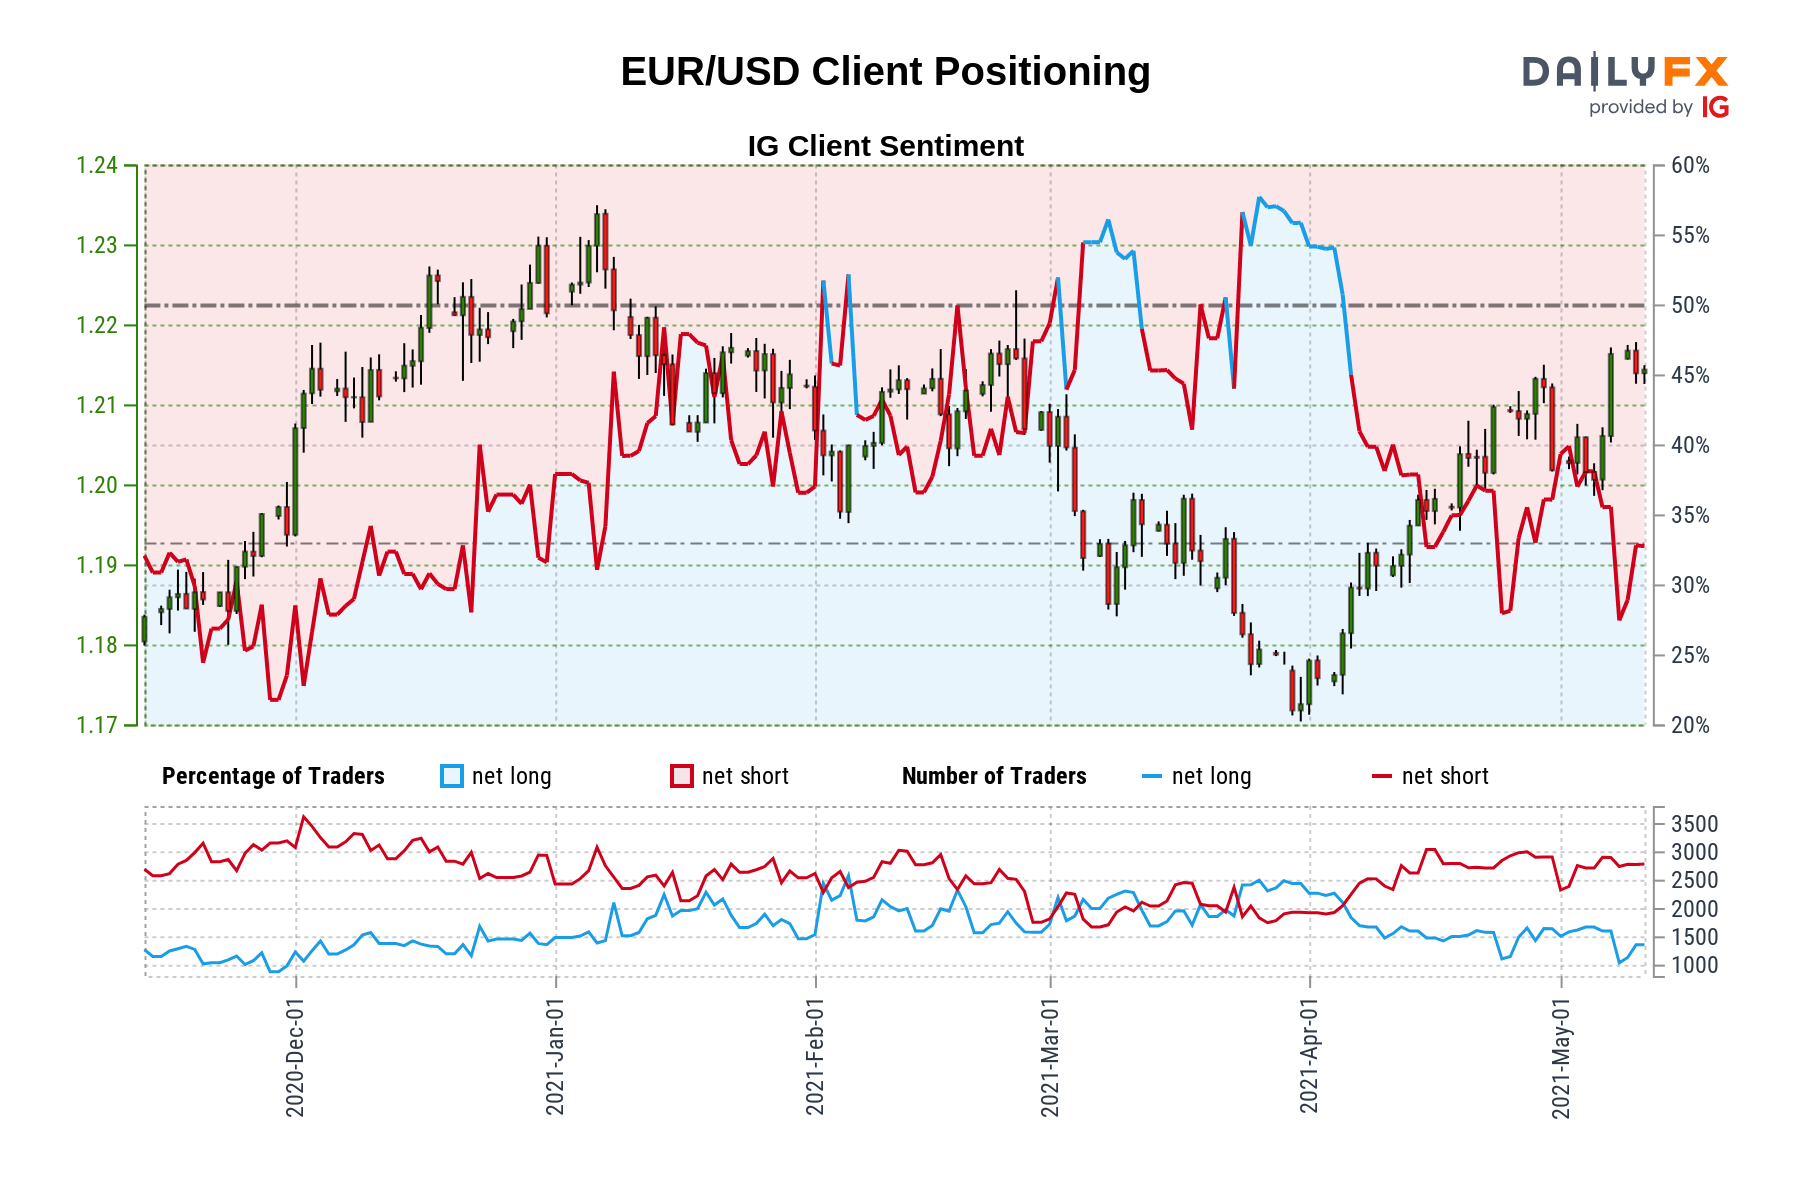 EUR/USD Client Positioning
DAILYFX
provided by IG
IG Client Sentiment
1.24
1.23
1.22
1.21
1.20
1.19
1.18
1.17
60%
55%
50%
45%
40%
35%
30%
25%
20%
Percentage of Traders net long net short Number of Traders net long net short
3500
3000
2500
2000
1500
1000
2020-Dec-01
2021-Jan-01
2021-Feb-01
2021-Mar-01
2021-Apr-01
2021-May-01